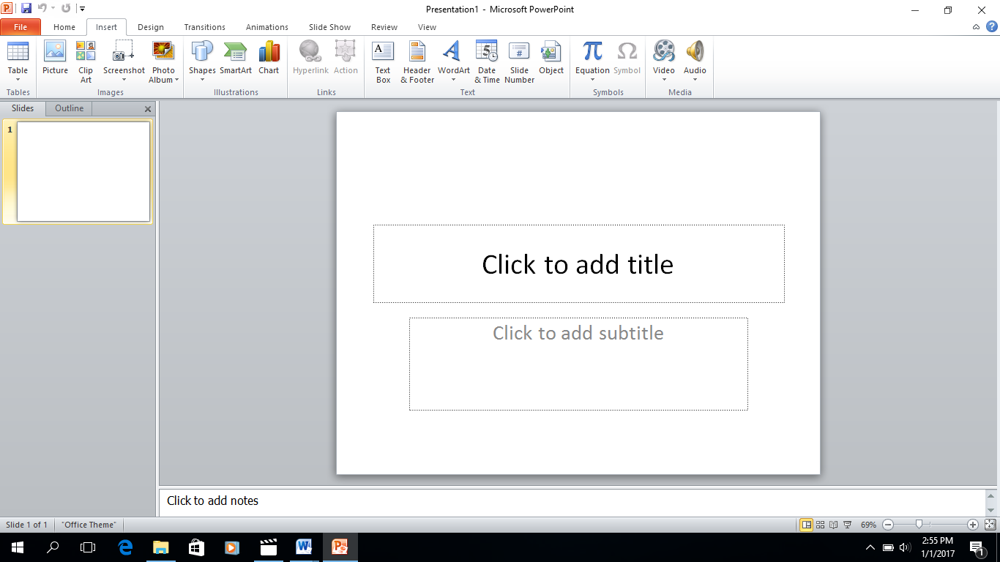 Presentation1 - Microsoft PowerPoint
File Home Insert Design Transitions Animations Slide Show Review View
Table Picture Clip Art Screenshot Photo Album Shapes SmartArt Chart Hyperlink Action Text Box Header & Footer WordArt Date & Time Slide Number Object Equation Symbol Video Audio
Tables Images Illustrations Links Text Symbols Media
Slides Outline
1
Click to add title
Click to add subtitle
Click to add notes
Slide 1 of 1 "Office Theme" 69%
2:55 PM
1/1/2017
1